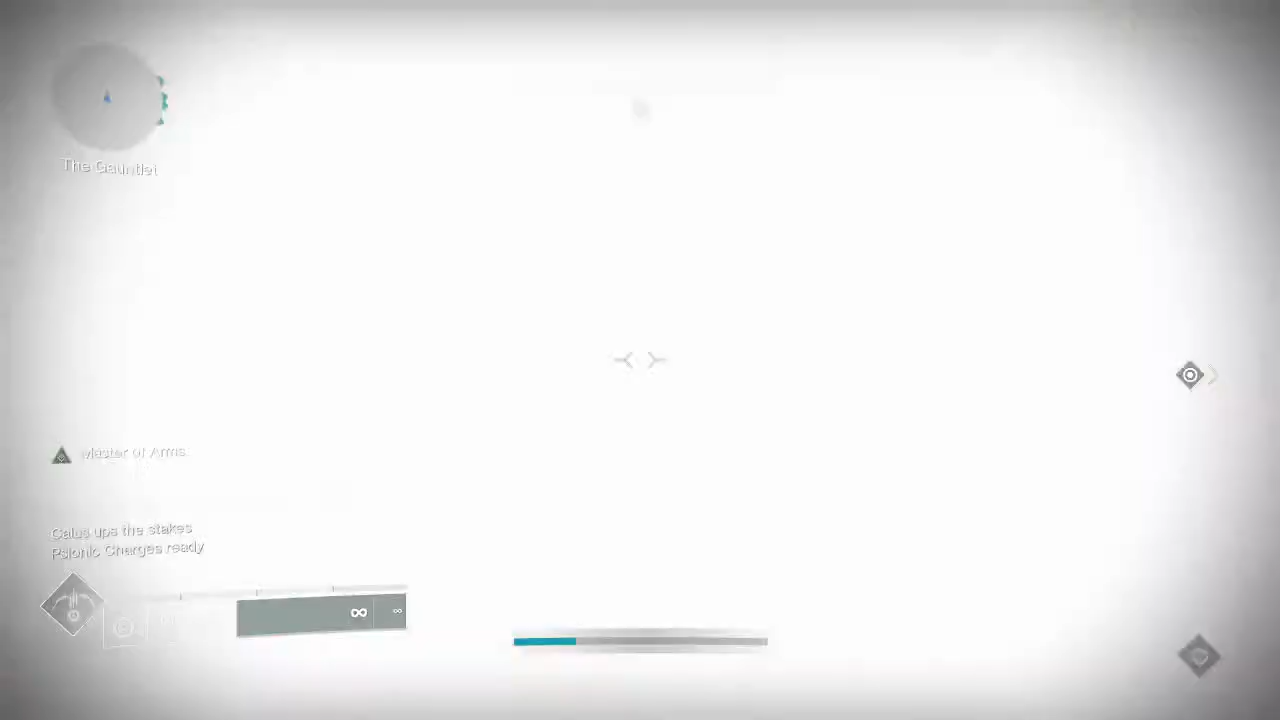 The Gauntlet
Master of Arms
Calus ups the stakes
Psionic Charges ready
∞ ∞